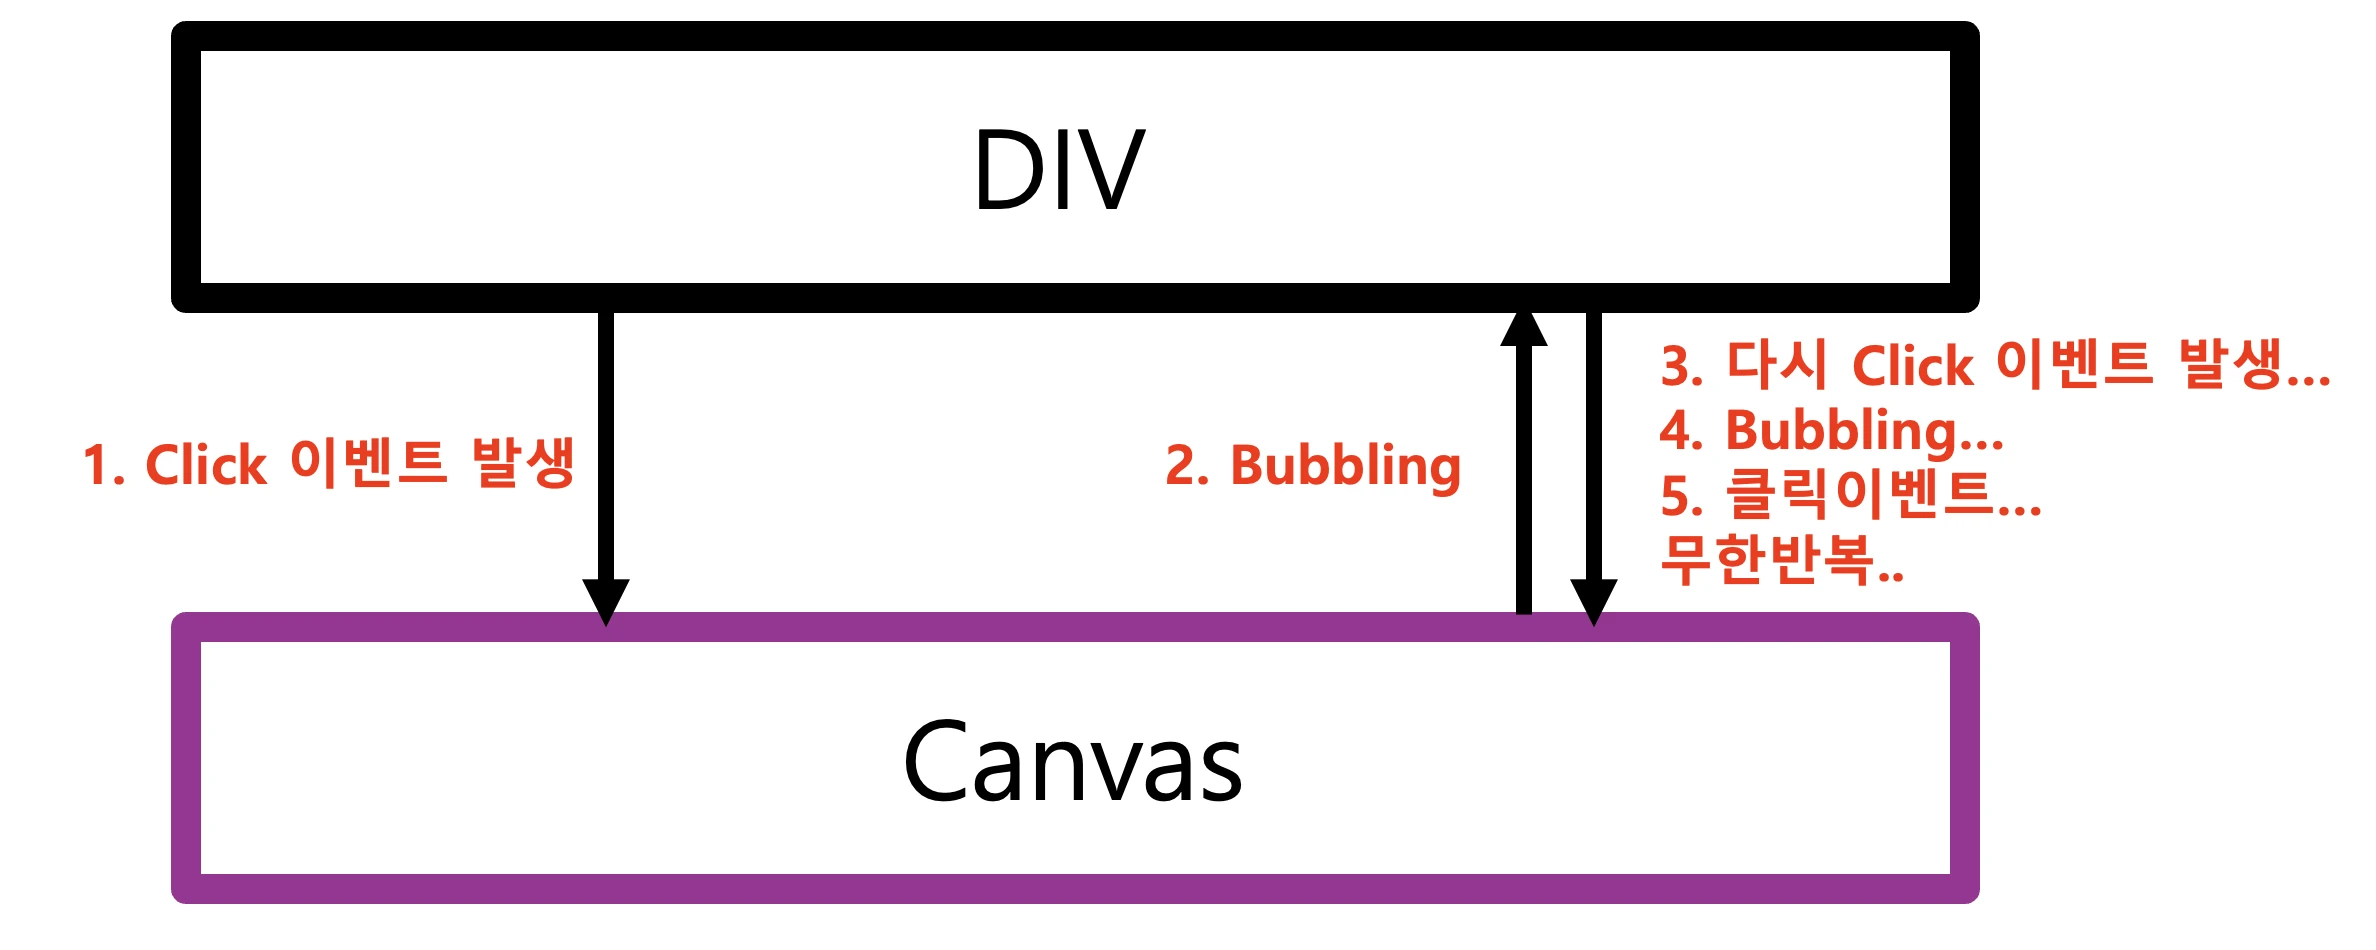 DIV
1. Click 이벤트 발생
2. Bubbling
3. 다시 Click 이벤트 발생...
4. Bubbling...
5. 클릭이벤트...
무한반복..
Canvas